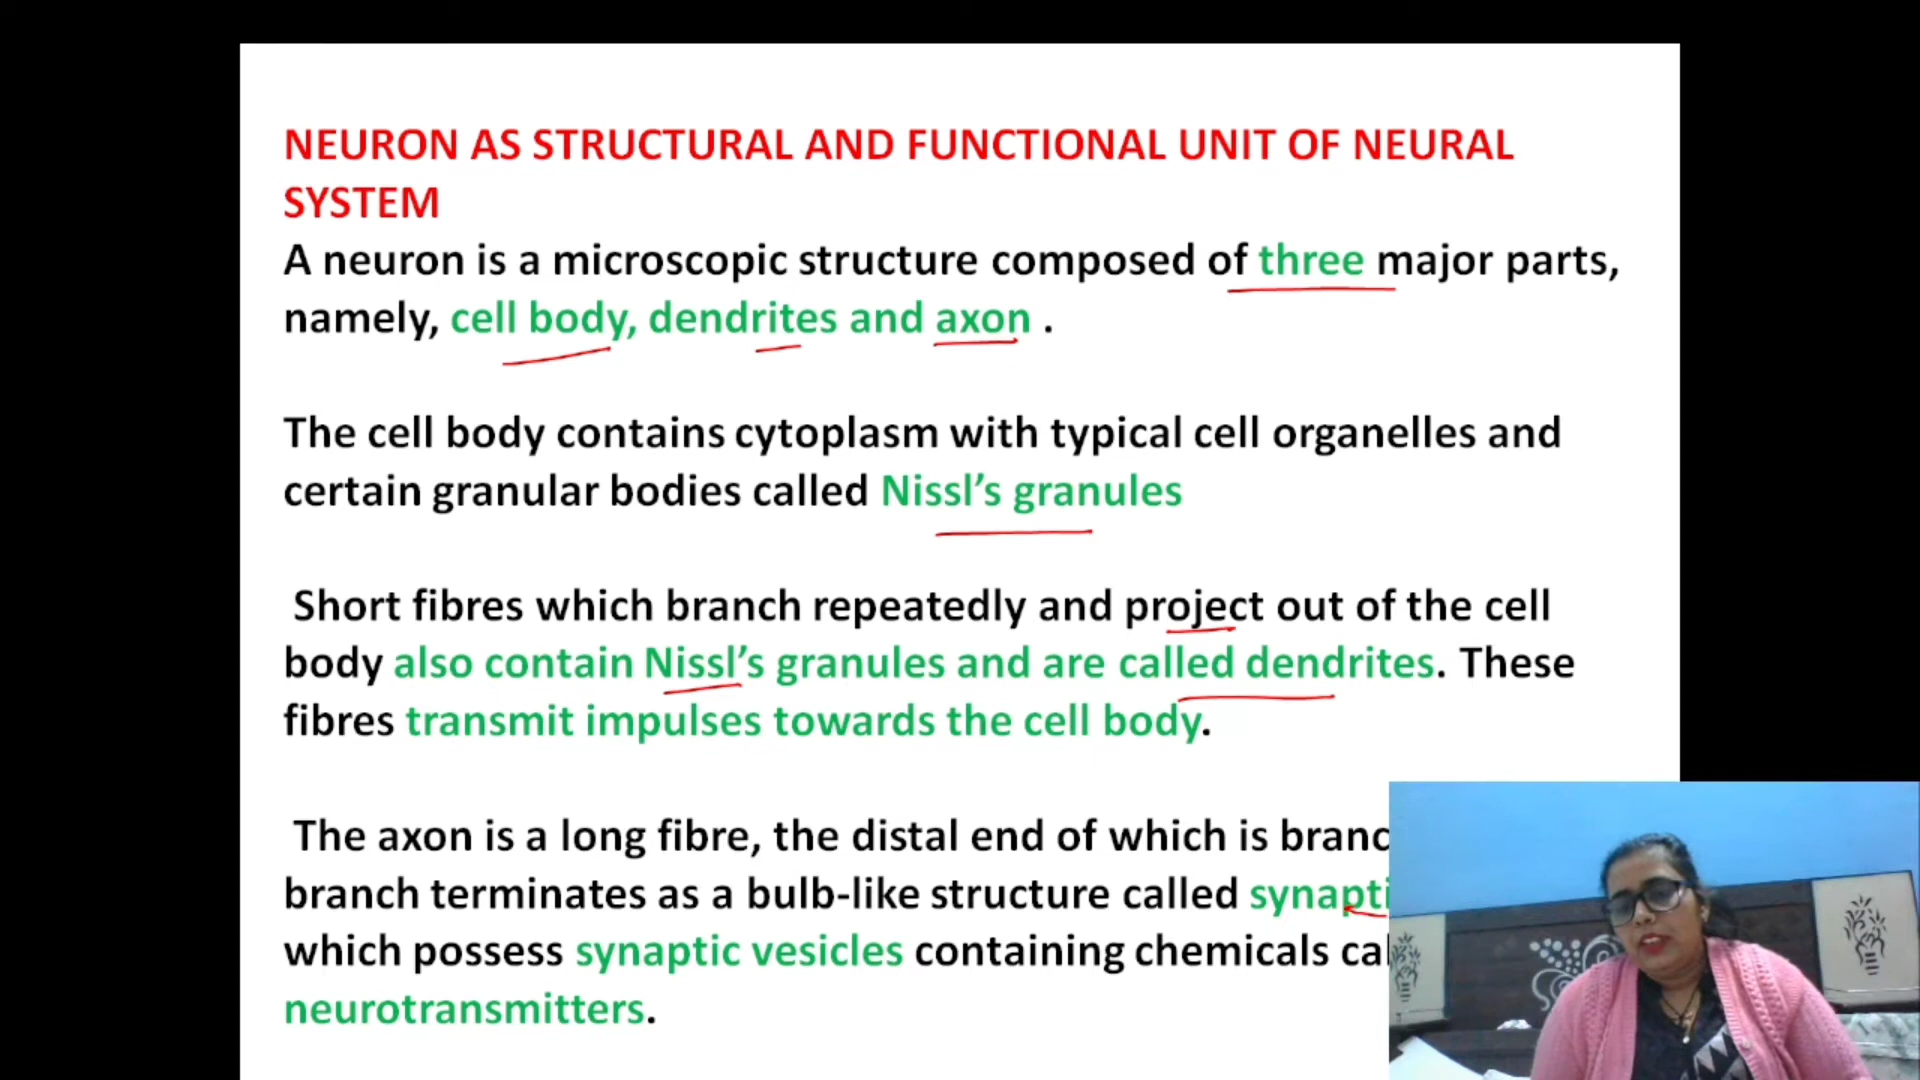 NEURON AS STRUCTURAL AND FUNCTIONAL UNIT OF NEURAL
SYSTEM
A neuron is a microscopic structure composed of three major parts,
namely, cell body, dendrites and axon .
The cell body contains cytoplasm with typical cell organelles and
certain granular bodies called Nissl’s granules
Short fibres which branch repeatedly and project out of the cell
body also contain Nissl’s granules and are called dendrites. These
fibres transmit impulses towards the cell body.
The axon is a long fibre, the distal end of which is
branch terminates as a bulb-like structure called
which possess synaptic vesicles containing chemicals
neurotransmitters.